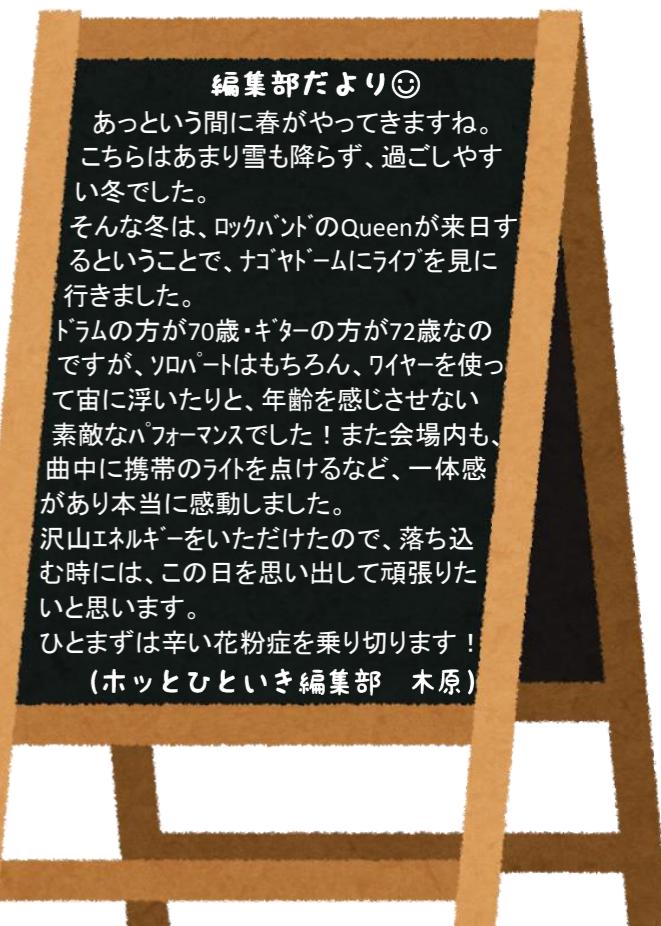 編集部だより☺
あっという間に春がやってきますね。
こちらはあまり雪も降らず、過ごしやす
い冬でした。
そんな冬は、ﾛｯｸﾊﾞﾝﾄﾞのQueenが来日す
るということで、ﾅｺﾞﾔﾄﾞｰﾑにﾗｲﾌﾞを見に
行きました。
ﾄﾞﾗﾑの方が70歳・ｷﾞﾀｰの方が72歳なの
ですが、ｿﾛﾊﾟｰﾄはもちろん、ﾜｲﾔｰを使っ
て宙に浮いたりと、年齢を感じさせない
素敵なﾊﾟﾌｫｰﾏﾝｽでした！また会場内も、
曲中に携帯のﾗｲﾄを点けるなど、一体感
があり本当に感動しました。
沢山ｴﾈﾙｷﾞｰをいただけたので、落ち込
む時には、この日を思い出して頑張りた
いと思います。
ひとまずは辛い花粉症を乗り切ります！
(ホッとひといき編集部　木原)